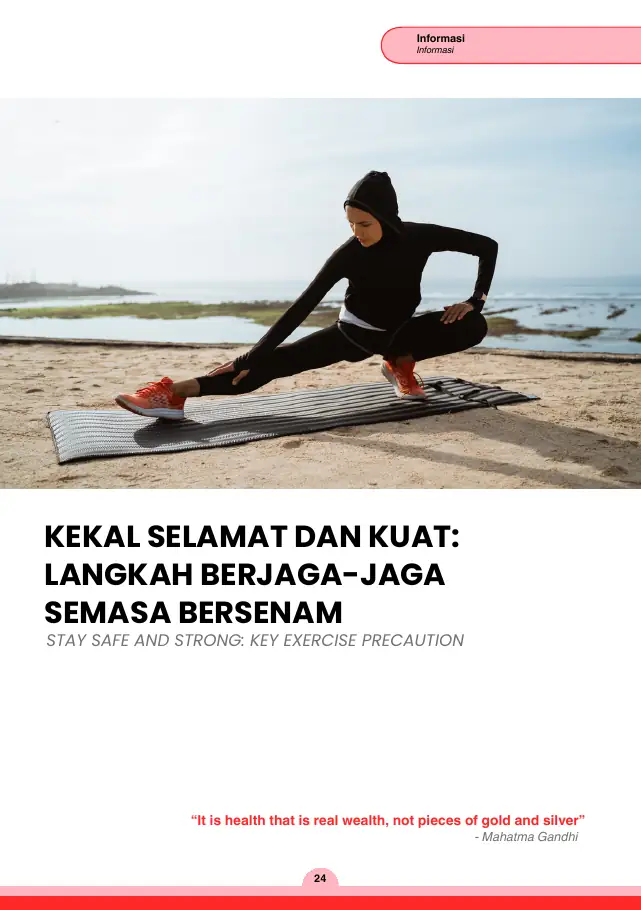 Informasi
Informasi
KEKAL SELAMAT DAN KUAT:
LANGKAH BERJAGA-JAGA
SEMASA BERSENAM
STAY SAFE AND STRONG: KEY EXERCISE PRECAUTION
“It is health that is real wealth, not pieces of gold and silver”
- Mahatma Gandhi
24